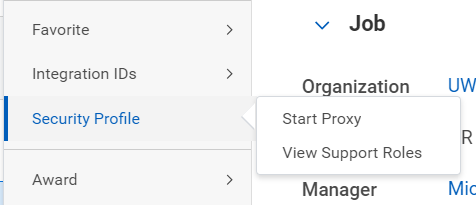 Favorite
Integration IDs
Security Profile
Award
Start Proxy
View Support Roles
Job
Organization UW
R
Manager Mic